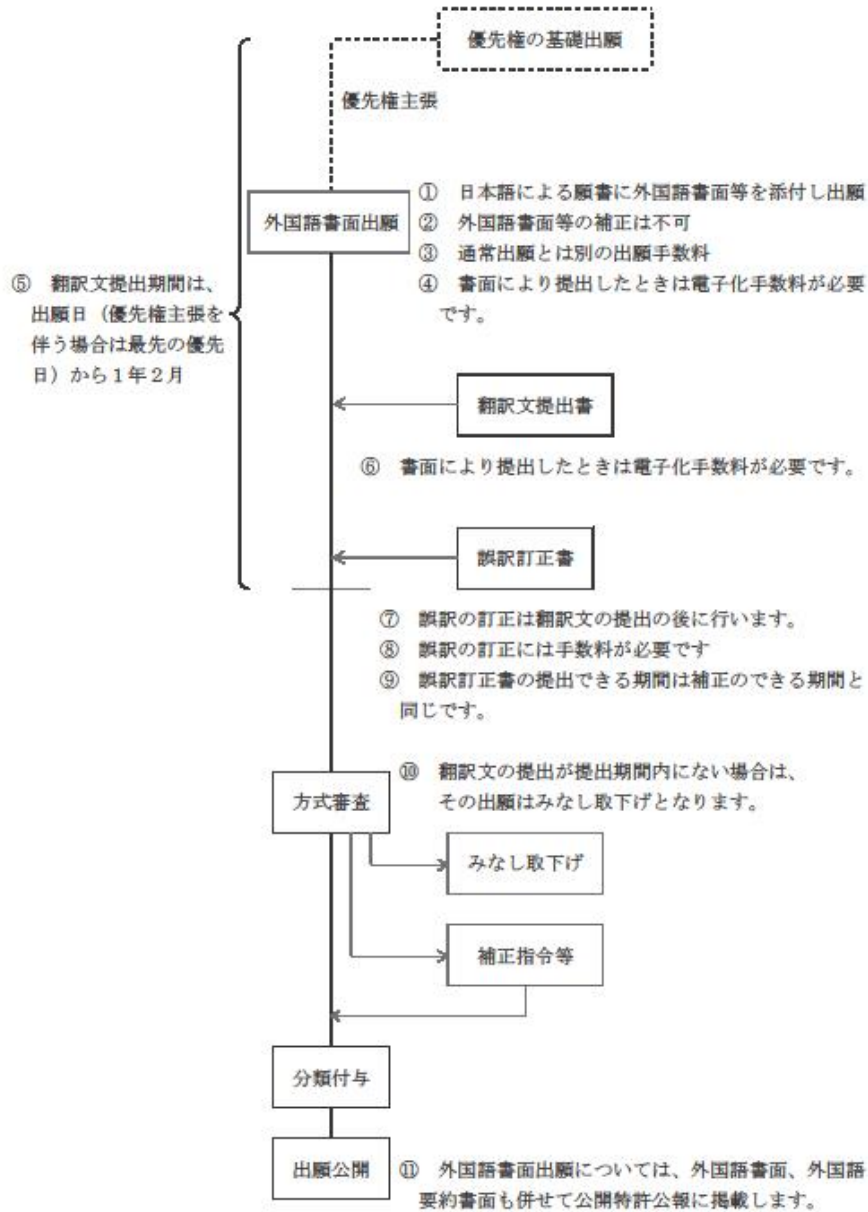 優先権の基礎出願
優先権主張
外国語書面出願
① 日本語による願書に外国語書面等を添付し出願
② 外国語書面等の補正は不可
③ 通常出願とは別の出願手数料
④ 書面により提出したときは電子化手数料が必要
です。
⑤ 翻訳文提出期間は、
出願日（優先権主張を
伴う場合は最先の優先
日）から１年２月
翻訳文提出書
⑥ 書面により提出したときは電子化手数料が必要です。
誤訳訂正書
⑦ 誤訳の訂正は翻訳文の提出の後に行います。
⑧ 誤訳の訂正には手数料が必要です
⑨ 誤訳訂正書の提出できる期間は補正のできる期間と
同じです。
方式審査
⑩ 翻訳文の提出が提出期間内にない場合は、
その出願はみなし取下げとなります。
みなし取下げ
補正指令等
分類付与
出願公開
⑪ 外国語書面出願については、外国語書面、外国語
要約書面も併せて公開特許公報に掲載します。